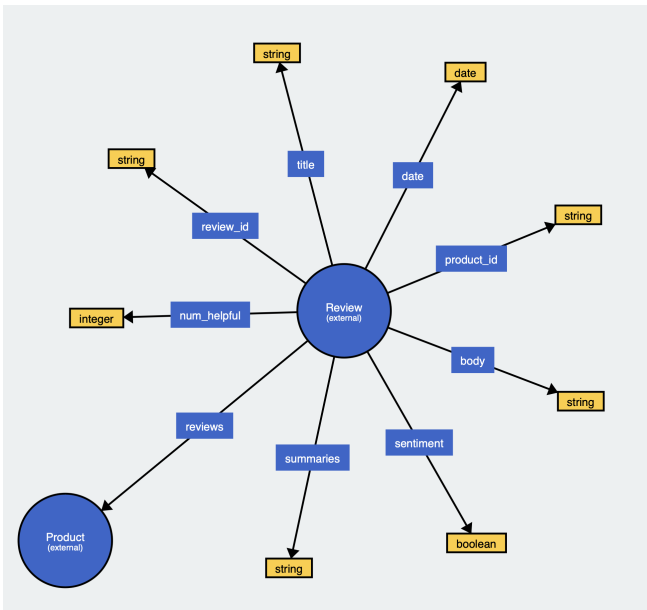 string
date
title
date
string
review_id
string
product_id
Review
(external)
integer
num_helpful
body
string
reviews
summaries
sentiment
Product
(external)
boolean
string